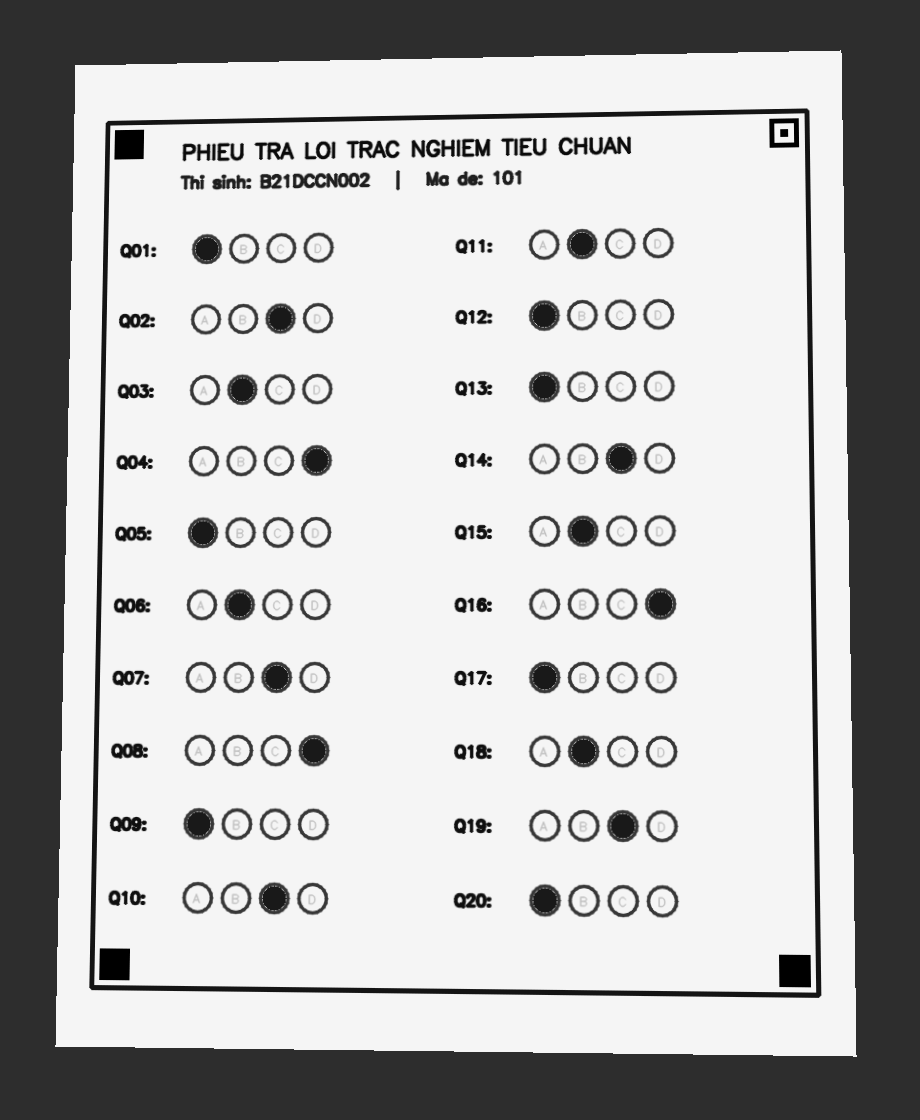 PHIEU TRA LOI TRAC NGHIEM TIEU CHUAN
Thi sinh: B21DCCN002 | Ma de: 101
Q01: B C D
Q02: A B D
Q03: A C D
Q04: A B C
Q05: B C D
Q06: A C D
Q07: A B D
Q08: A B C
Q09: B C D
Q10: A B D
Q11: A C D
Q12: B C D
Q13: B C D
Q14: A B D
Q15: A C D
Q16: A B C
Q17: B C D
Q18: A C D
Q19: A B D
Q20: B C D